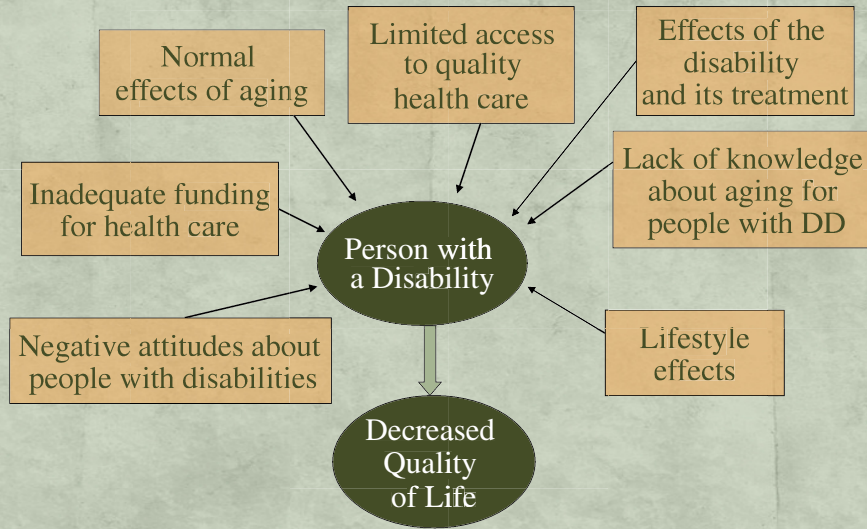 Normal
effects of aging
Limited access
to quality
health care
Effects of the
disability
and its treatment
Inadequate funding
for health care
Lack of knowledge
about aging for
people with DD
Person with
a Disability
Negative attitudes about
people with disabilities
Lifestyle
effects
Decreased
Quality
of Life